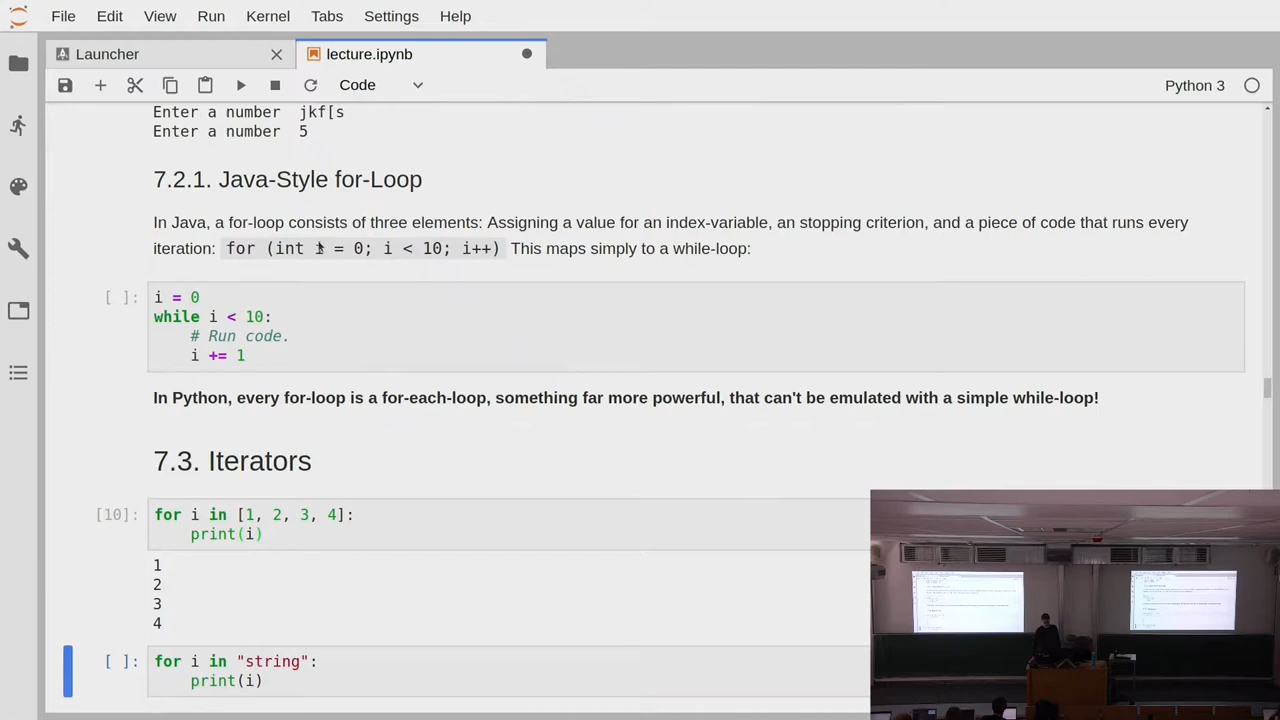 File Edit View Run Kernel Tabs Settings Help
Launcher
lecture.ipynb
Code
Python 3
Enter a number jkf[s
Enter a number 5
7.2.1. Java-Style for-Loop
In Java, a for-loop consists of three elements: Assigning a value for an index-variable, an stopping criterion, and a piece of code that runs every
iteration: for (int i = 0; i < 10; i++) This maps simply to a while-loop:
[ ]:
i = 0
while i < 10:
# Run code.
i += 1
In Python, every for-loop is a for-each-loop, something far more powerful, that can't be emulated with a simple while-loop!
7.3. Iterators
[10]:
for i in [1, 2, 3, 4]:
print(i)
1
2
3
4
[ ]:
for i in "string":
print(i)